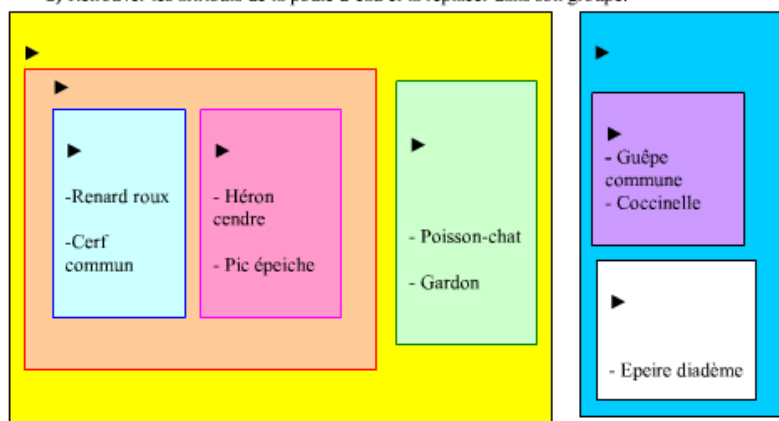 ►
►
►
-Renard roux
-Cerf
commun
►
- Héron
cendre
- Pic épeiche
►
- Poisson-chat
- Gardon
►
►
- Guêpe
commune
- Coccinelle
►
- Epeire diadème